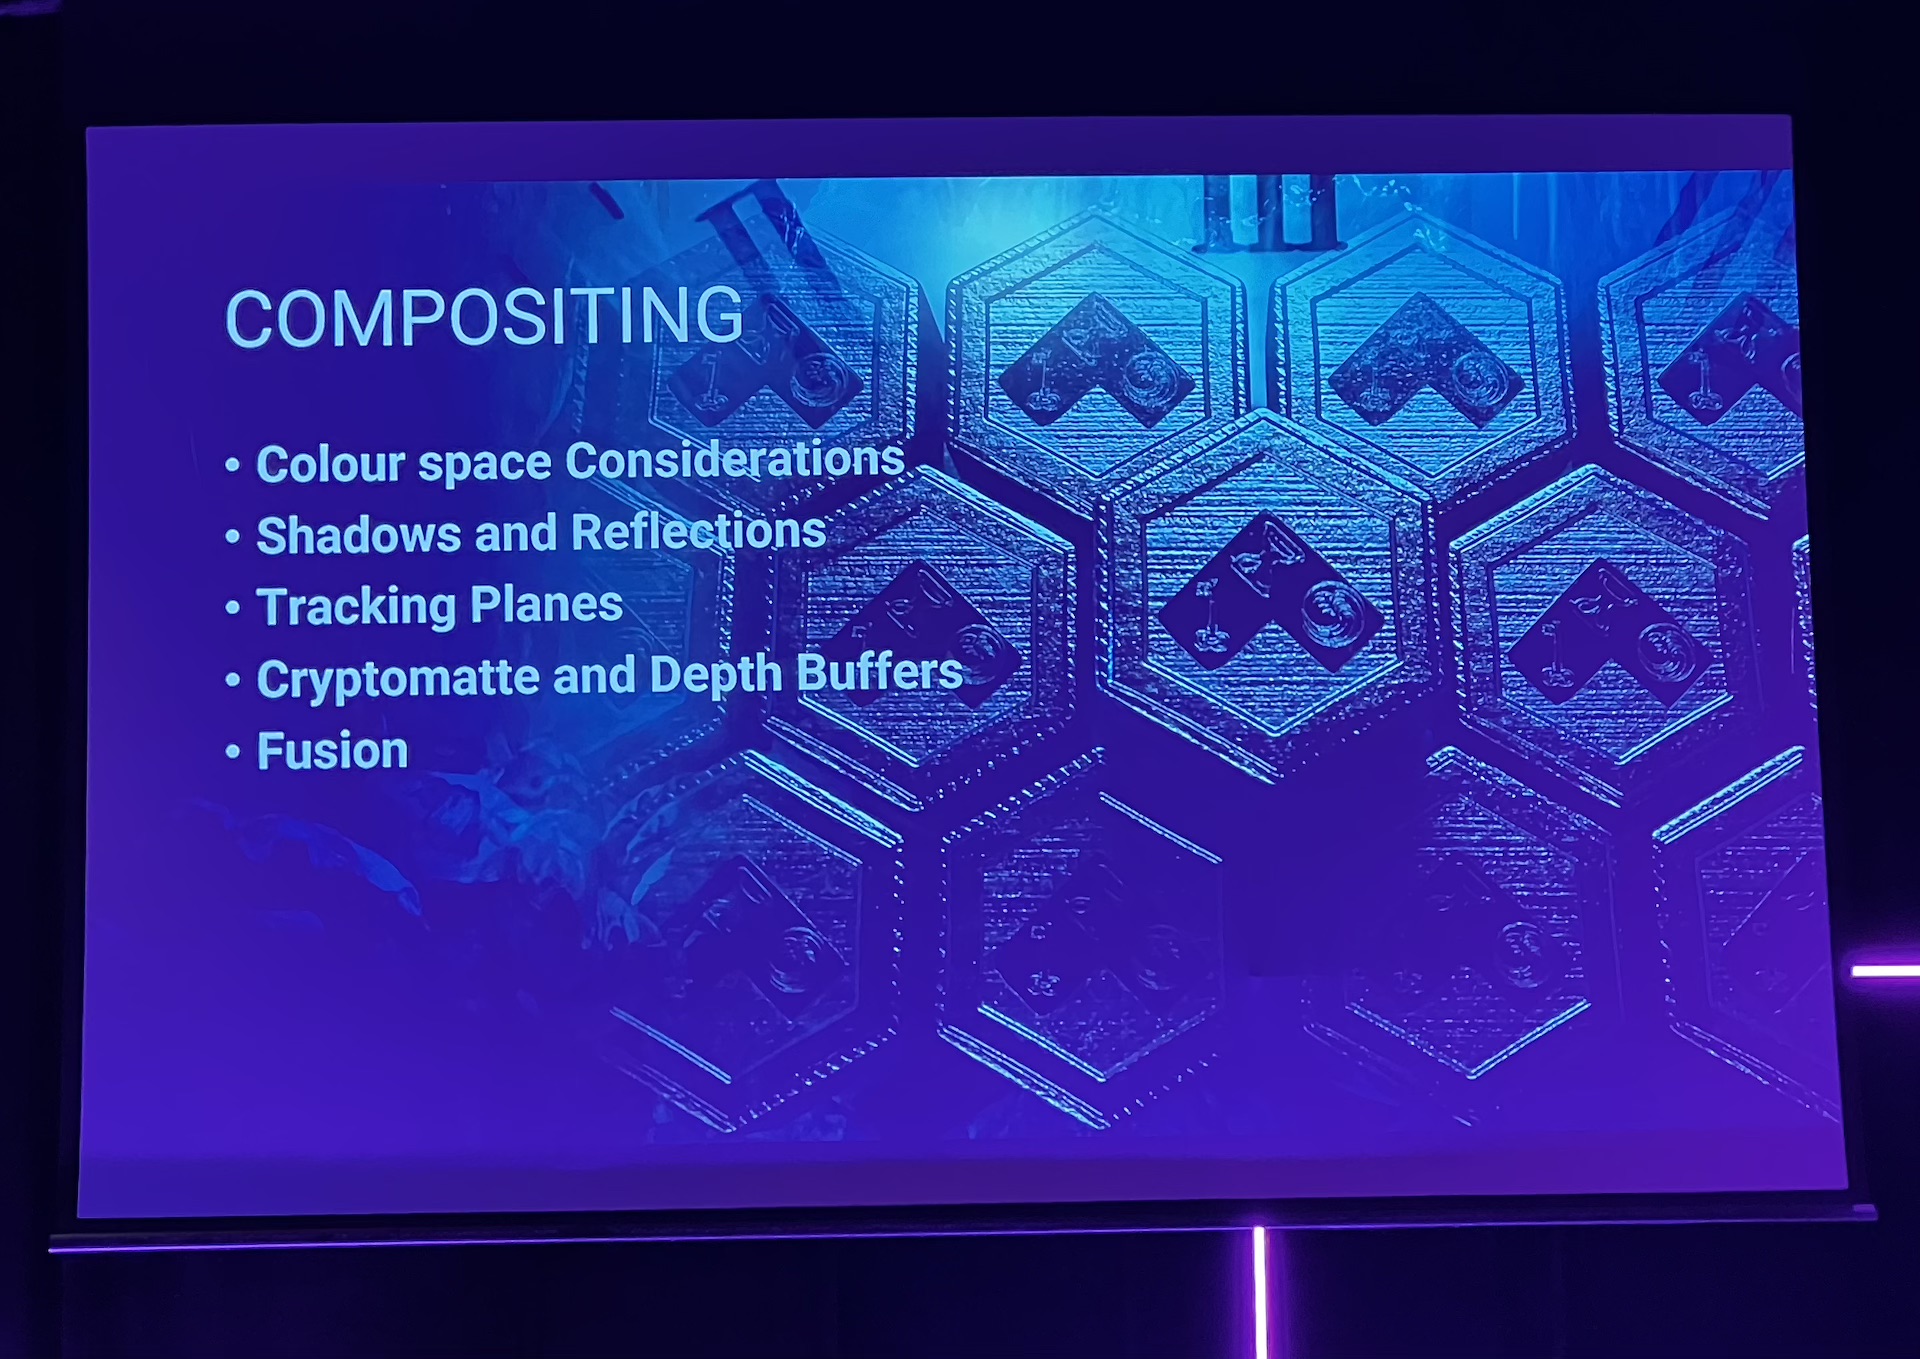 COMPOSITING
• Colour space Considerations
• Shadows and Reflections
• Tracking Planes
• Cryptomatte and Depth Buffers
• Fusion